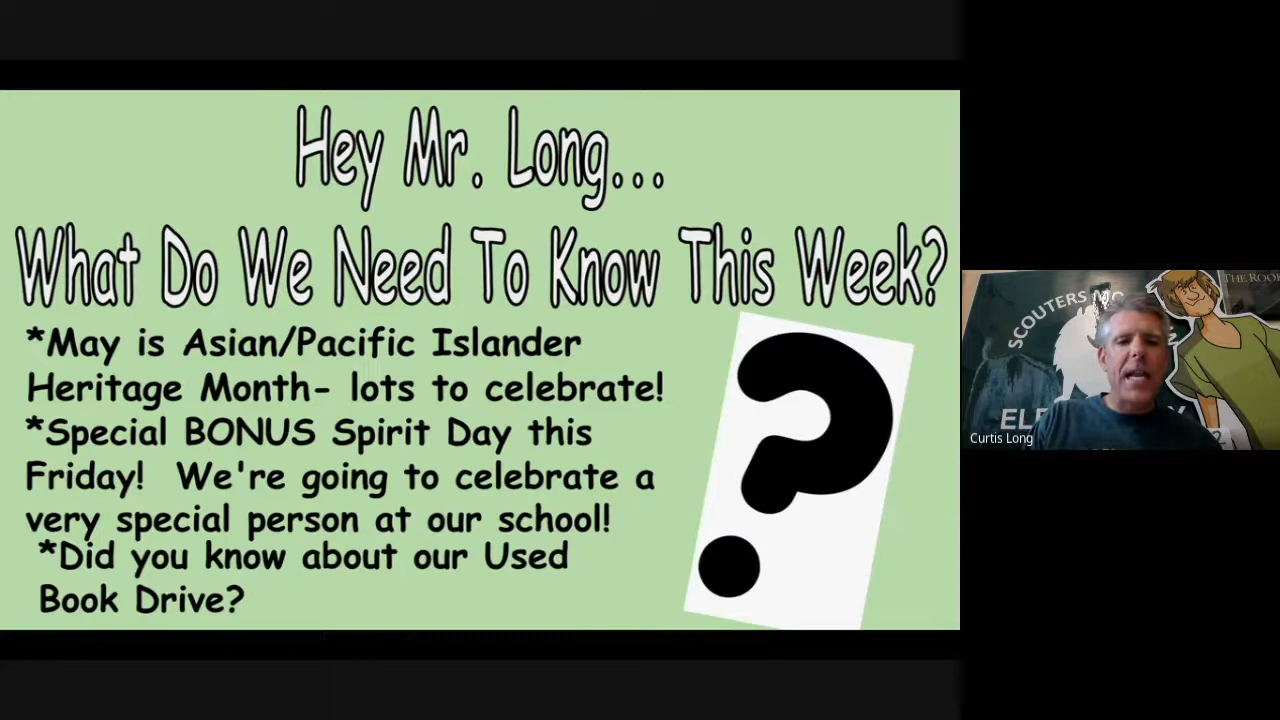 Hey Mr. Long...
What Do We Need To Know This Week?
*May is Asian/Pacific Islander
Heritage Month- lots to celebrate!
*Special BONUS Spirit Day this
Friday!  We're going to celebrate a
very special person at our school!
*Did you know about our Used
Book Drive?
SCOUTERS
THE ROOK
Curtis Long